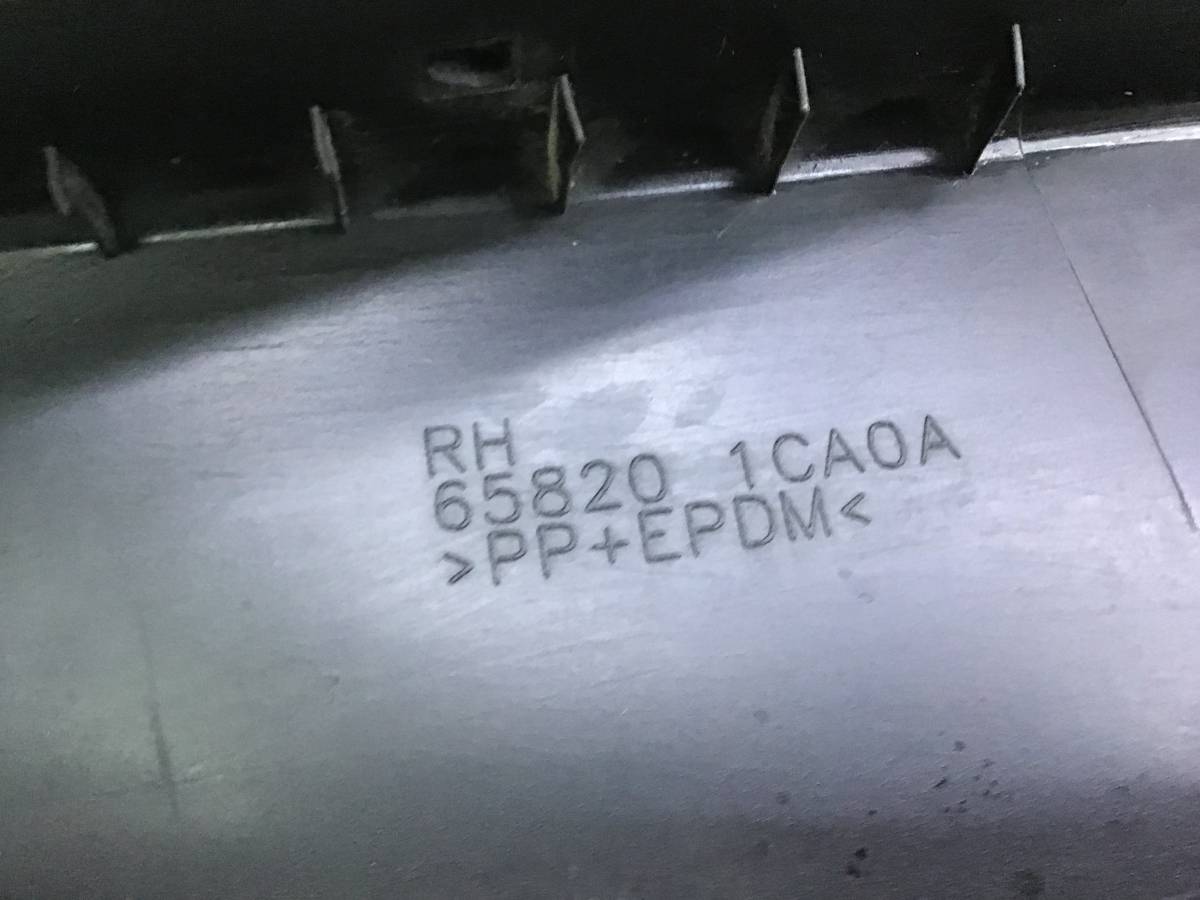 RH
65820 1CA0A
>PP+EPDM<